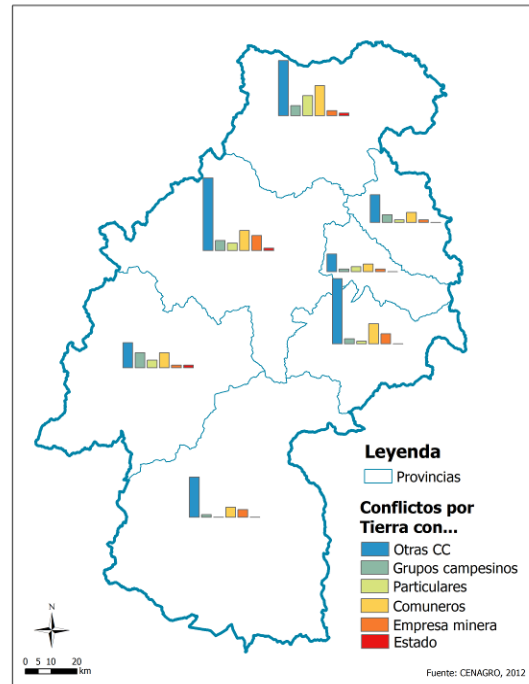 Leyenda
Provincias
Conflictos por
Tierra con...
Otras CC
Grupos campesinos
Particulares
Comuneros
Empresa minera
Estado
N
0 5 10 20
km
Fuente: CENAGRO, 2012